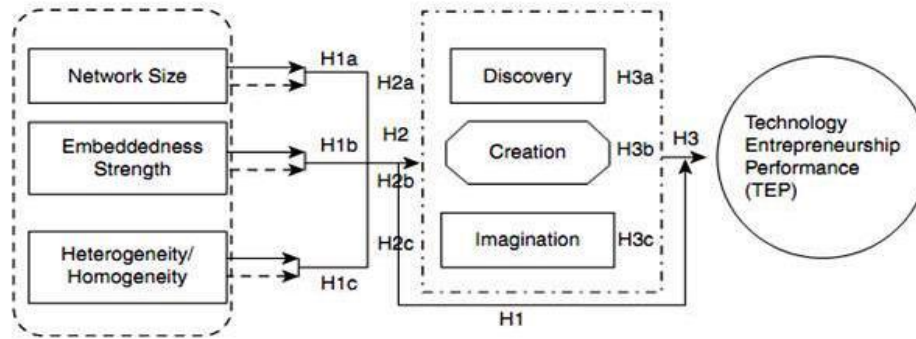 Network Size
Embeddedness
Strength
Heterogeneity/
Homogeneity
H1a
H1b
H1c
H2a
H2
H2b
H2c
Discovery
Creation
Imagination
H3a
H3b
H3c
H3
H1
Technology
Entrepreneurship
Performance
(TEP)